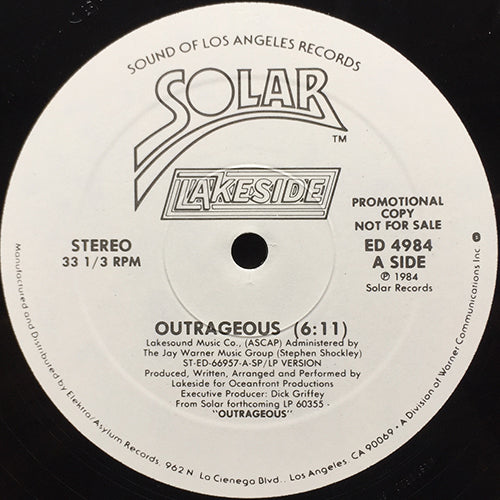 SOUND OF LOS ANGELES RECORDS
SOLAR
TM
LAKESIDE
PROMOTIONAL
COPY
NOT FOR SALE
STEREO
33 1/3 RPM
ED 4984
A SIDE
℗ 1984
Solar Records
OUTRAGEOUS (6:11)
Lakesound Music Co., (ASCAP) Administered by
The Jay Warner Music Group (Stephen Shockley)
ST-ED-66957-A-SP/LP VERSION
Produced, Written, Arranged and Performed by
Lakeside for Oceanfront Productions
Executive Producer: Dick Griffey
From Solar forthcoming LP 60355 -
"OUTRAGEOUS"
Manufactured and Distributed by Elektra/Asylum Records, 962 N. La Cienega Blvd., Los Angeles, CA 90069 • A Division of Warner Communications Inc.